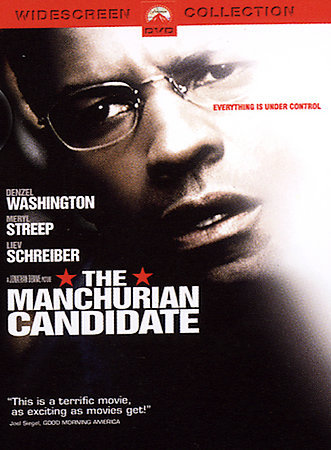 WIDESCREEN COLLECTION
Paramount
DVD
EVERYTHING IS UNDER CONTROL
DENZEL
WASHINGTON
MERYL
STREEP
LIEV
SCHREIBER
A JONATHAN DEMME PICTURE
THE
MANCHURIAN
CANDIDATE
"This is a terrific movie,
as exciting as movies get!"
Joel Siegel, GOOD MORNING AMERICA